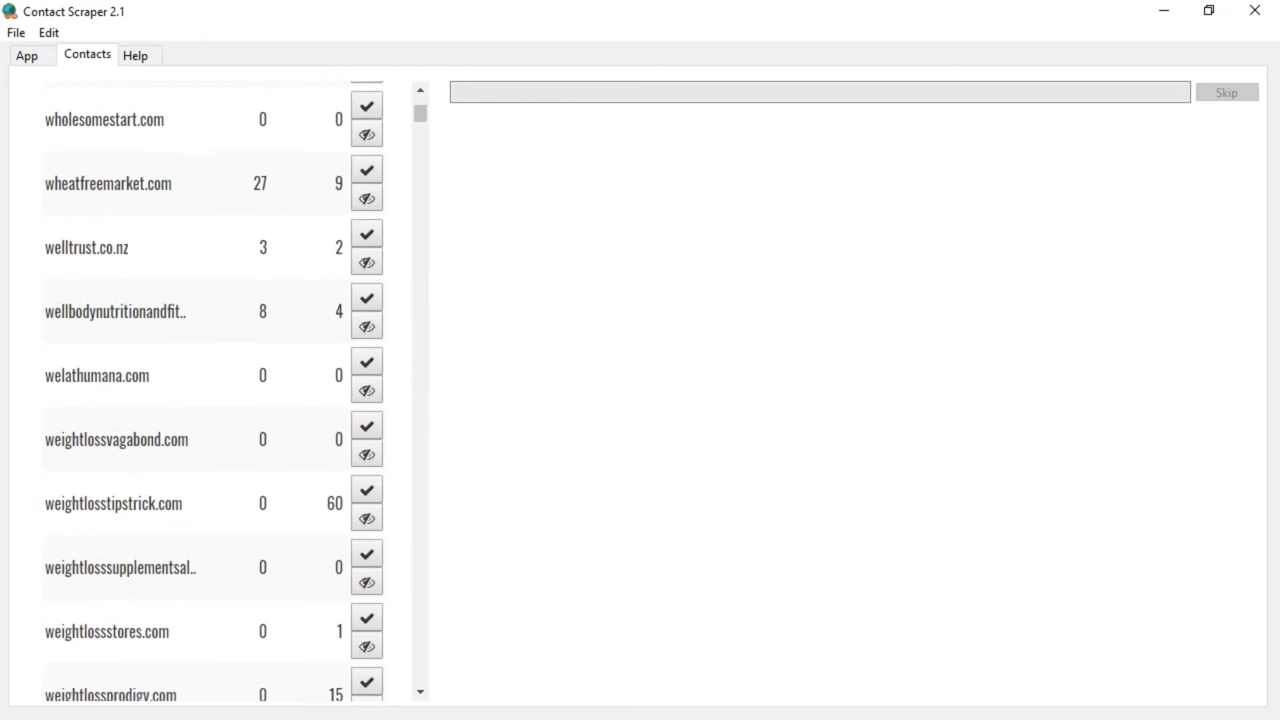 Contact Scraper 2.1
File Edit
App Contacts Help
Skip
wholesomestart.com 0 0
wheatfreemarket.com 27 9
welltrust.co.nz 3 2
wellbodynutritionandfit.. 8 4
welathumana.com 0 0
weightlossvagabond.com 0 0
weightlosstipstrick.com 0 60
weightlosssupplementsal.. 0 0
weightlossstores.com 0 1
weightlossprodigy.com 0 15